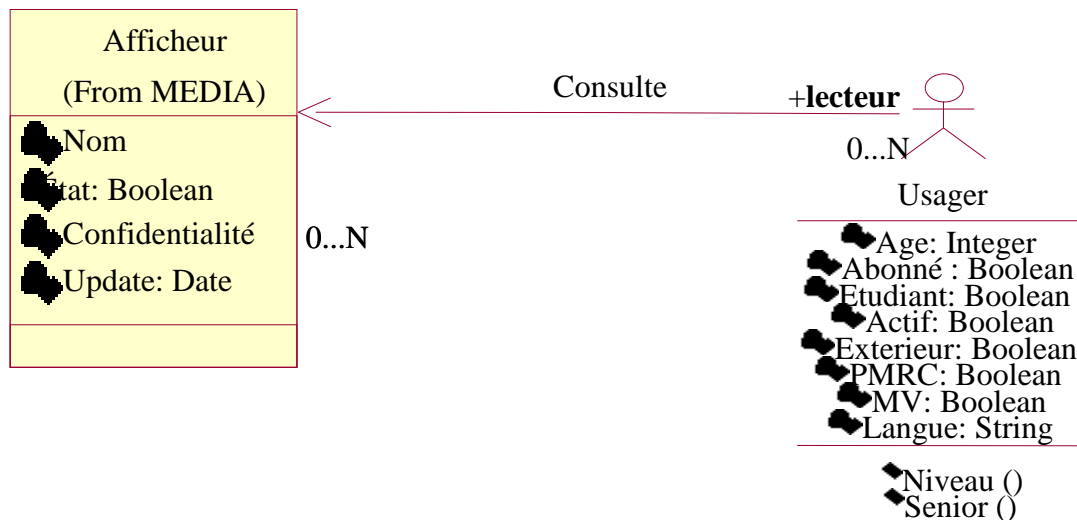 Afficheur
(From MEDIA)
Nom
État: Boolean
Confidentialité
Update: Date
0...N
Consulte
+lecteur
0...N
Usager
Age: Integer
Abonné : Boolean
Etudiant: Boolean
Actif: Boolean
Exterieur: Boolean
PMRC: Boolean
MV: Boolean
Langue: String
Niveau ()
Senior ()